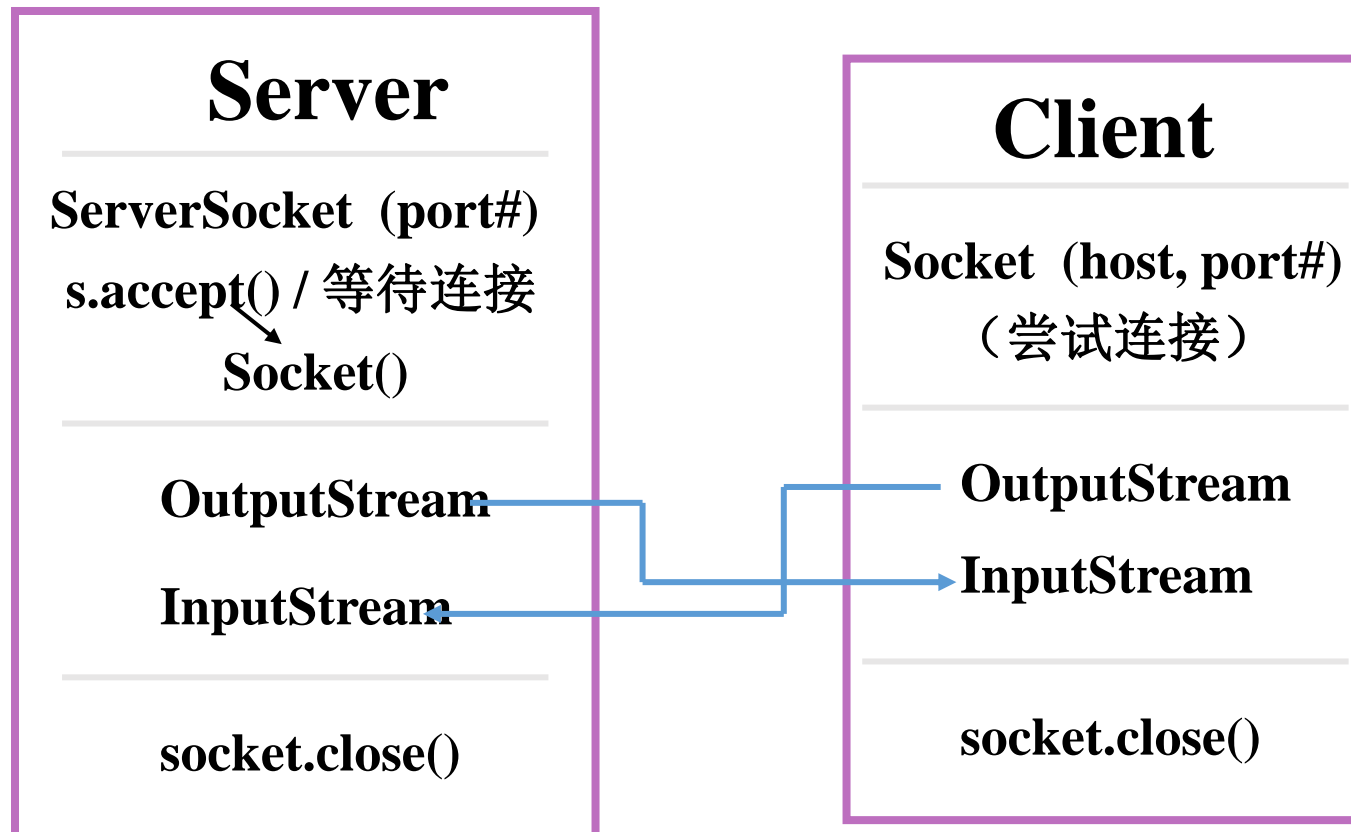 Server
ServerSocket (port#)
s.accept() / 等待连接
Socket()
OutputStream
InputStream
socket.close()
Client
Socket (host, port#)
（尝试连接）
OutputStream
InputStream
socket.close()